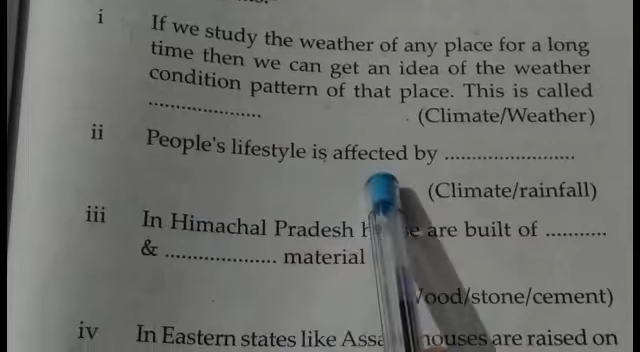 i If we study the weather of any place for a long
time then we can get an idea of the weather
condition pattern of that place. This is called
.................... (Climate/Weather)
ii People's lifestyle is affected by .......................
(Climate/rainfall)
iii In Himachal Pradesh are built of ...........
& .................... material
/stone/cement)
iv In Eastern states like houses are raised on